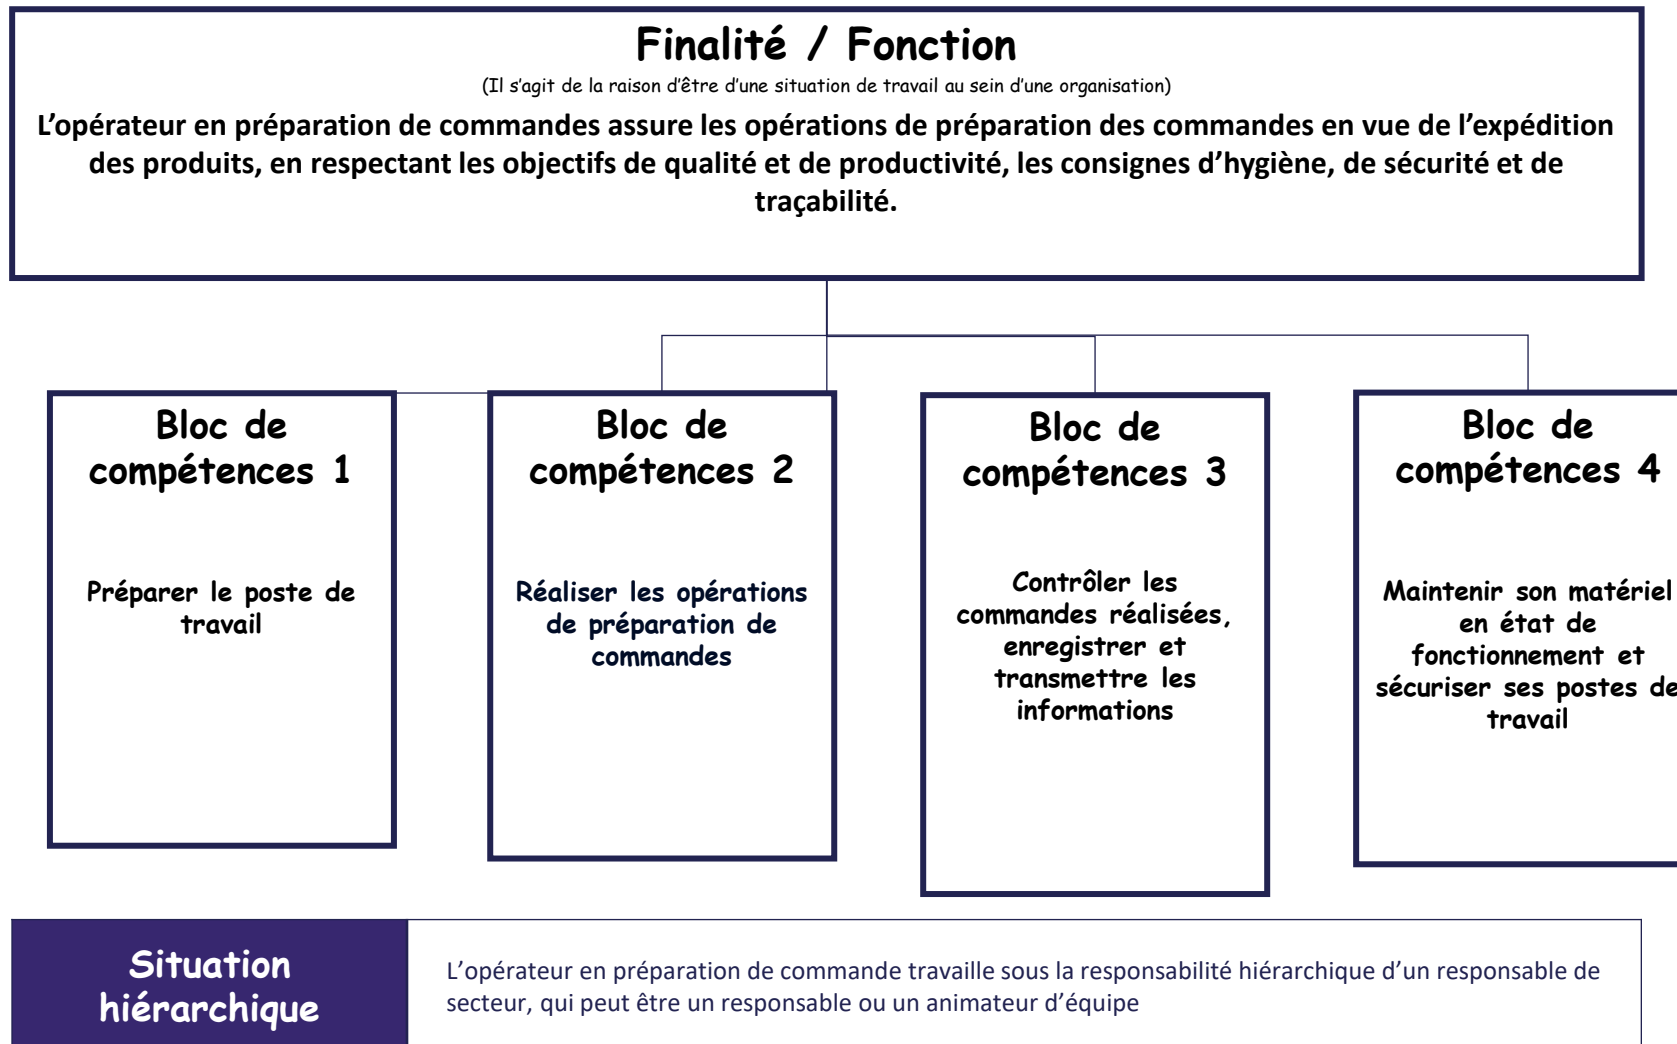 Finalité / Fonction
(Il s’agit de la raison d’être d’une situation de travail au sein d’une organisation)
L’opérateur en préparation de commandes assure les opérations de préparation des commandes en vue de l’expédition
des produits, en respectant les objectifs de qualité et de productivité, les consignes d’hygiène, de sécurité et de
traçabilité.
Bloc de
compétences 1
Préparer le poste de
travail
Bloc de
compétences 2
Réaliser les opérations
de préparation de
commandes
Bloc de
compétences 3
Contrôler les
commandes réalisées,
enregistrer et
transmettre les
informations
Bloc de
compétences 4
Maintenir son matériel
en état de
fonctionnement et
sécuriser ses postes de
travail
Situation
hiérarchique
L’opérateur en préparation de commande travaille sous la responsabilité hiérarchique d’un responsable de
secteur, qui peut être un responsable ou un animateur d’équipe